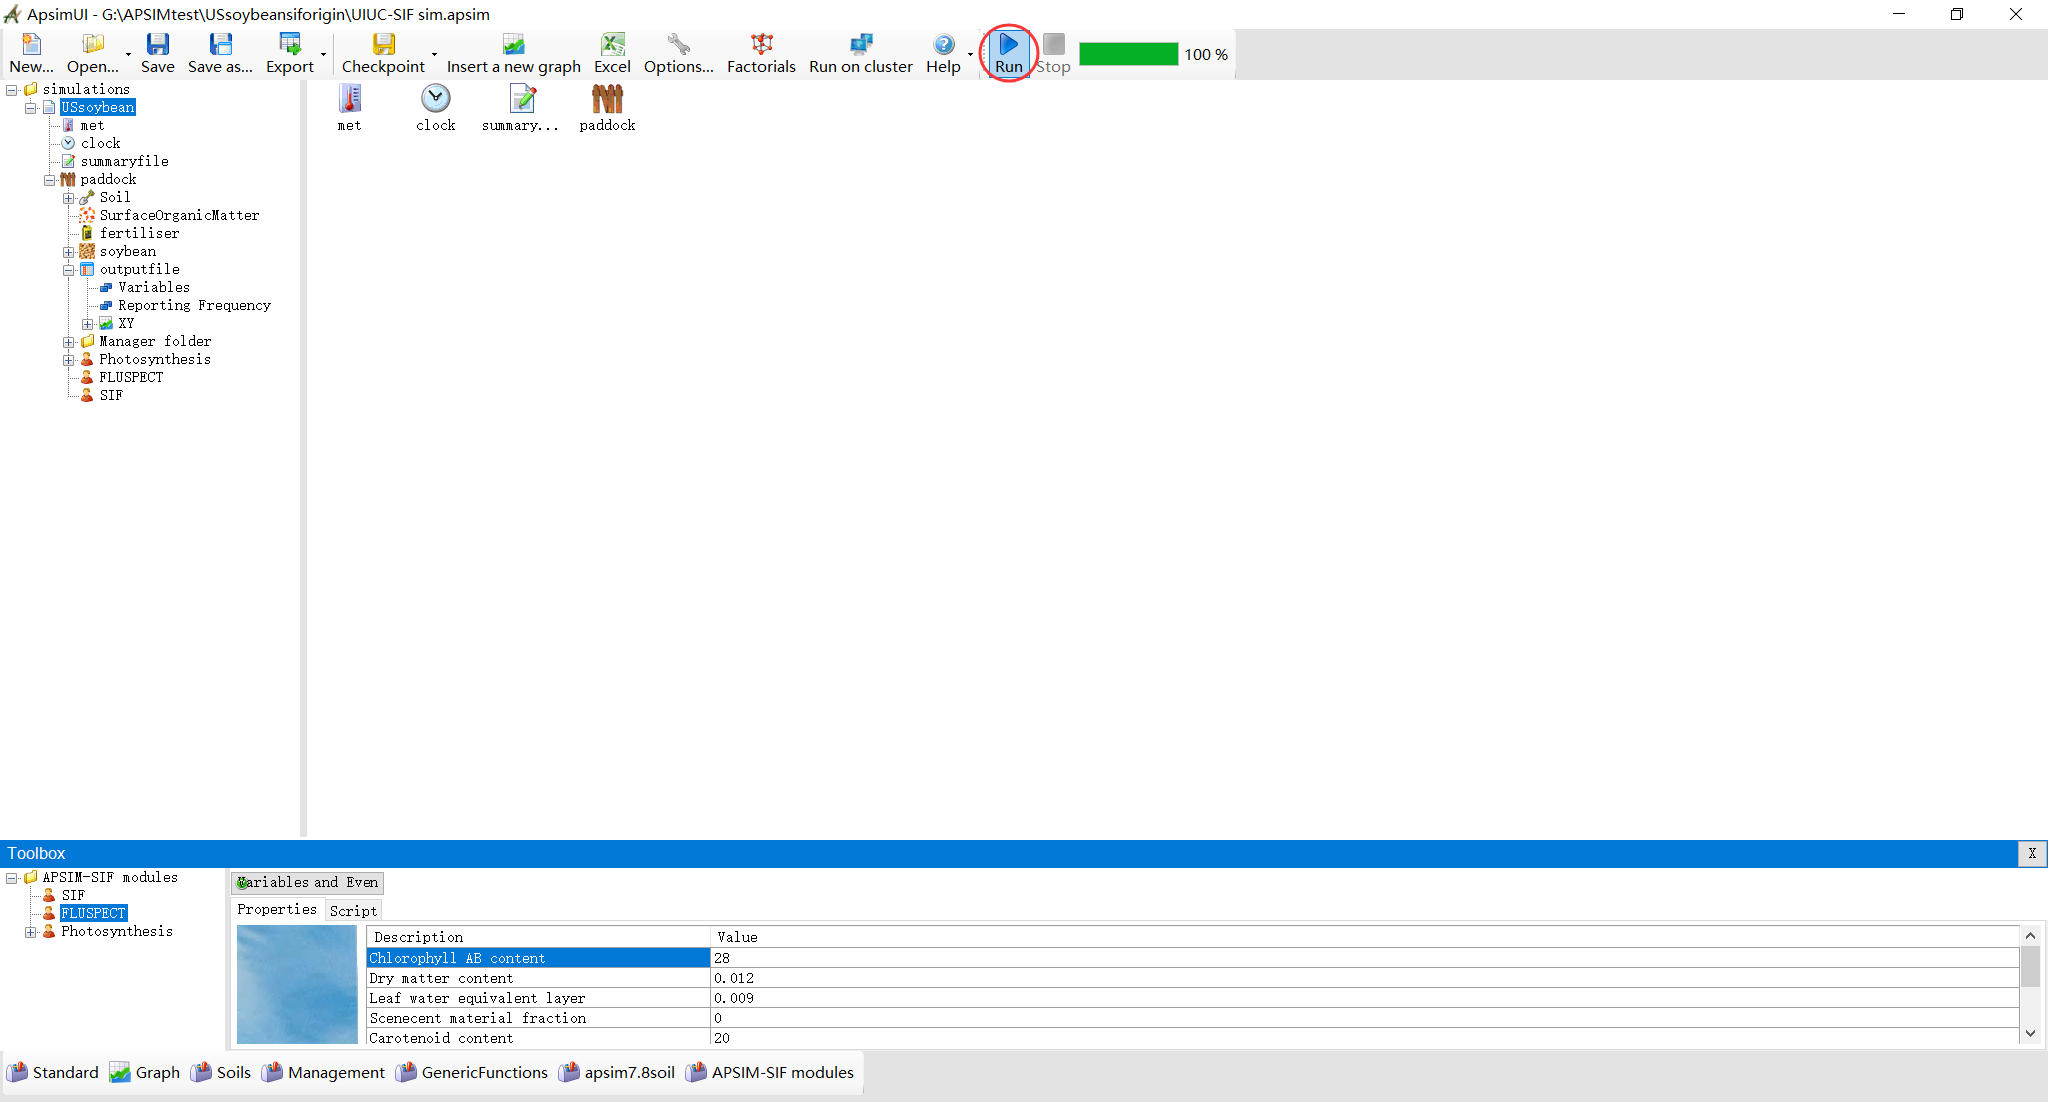 ApsimUI - G:\APSIMtest\USsoybeansiforigin\UIUC-SIF sim.apsim
New... Open... Save Save as... Export Checkpoint Insert a new graph Excel Options... Factorials Run on cluster Help Run Stop 100 %
simulations
USsoybean
met
clock
summaryfile
paddock
Soil
SurfaceOrganicMatter
fertiliser
soybean
outputfile
Variables
Reporting Frequency
XY
Manager folder
Photosynthesis
FLUSPECT
SIF
met clock summary... paddock
Toolbox X
APSIM-SIF modules
SIF
FLUSPECT
Photosynthesis
Variables and Even
Properties Script
Description Value
Chlorophyll AB content 28
Dry matter content 0.012
Leaf water equivalent layer 0.009
Scenecent material fraction 0
Carotenoid content 20
Standard Graph Soils Management GenericFunctions apsim7.8soil APSIM-SIF modules